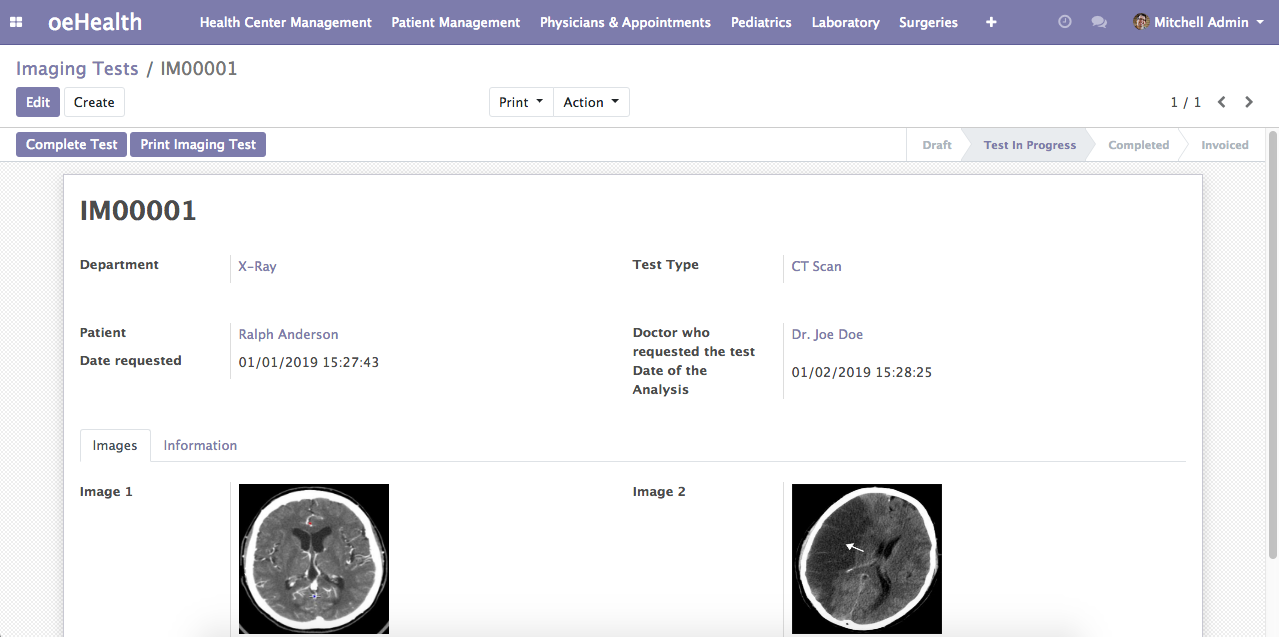 oeHealth Health Center Management Patient Management Physicians & Appointments Pediatrics Laboratory Surgeries + Mitchell Admin
Imaging Tests / IM00001
Edit Create Print Action 1 / 1
Complete Test Print Imaging Test Draft Test In Progress Completed Invoiced
IM00001
Department X-Ray Test Type CT Scan
Patient Ralph Anderson Doctor who requested the test Dr. Joe Doe
Date requested 01/01/2019 15:27:43 Date of the Analysis 01/02/2019 15:28:25
Images Information
Image 1 Image 2